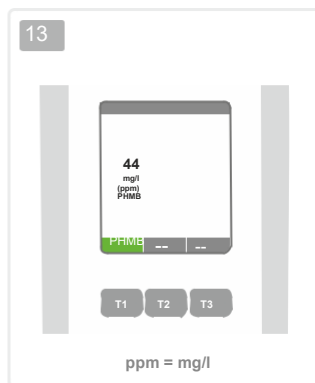 13
44
mg/l
(ppm)
PHMB
PHMB -- --
T1 T2 T3
ppm = mg/l